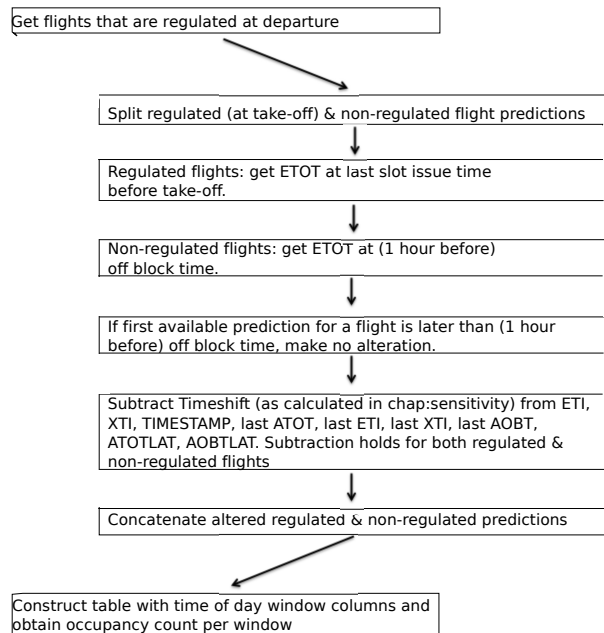 Get flights that are regulated at departure
Split regulated (at take-off) & non-regulated flight predictions
Regulated flights: get ETOT at last slot issue time
before take-off.
Non-regulated flights: get ETOT at (1 hour before)
off block time.
If first available prediction for a flight is later than (1 hour
before) off block time, make no alteration.
Subtract Timeshift (as calculated in chap:sensitivity) from ETI,
XTI, TIMESTAMP, last ATOT, last ETI, last XTI, last AOBT,
ATOTLAT, AOBTLAT. Subtraction holds for both regulated &
non-regulated flights
Concatenate altered regulated & non-regulated predictions
Construct table with time of day window columns and
obtain occupancy count per window